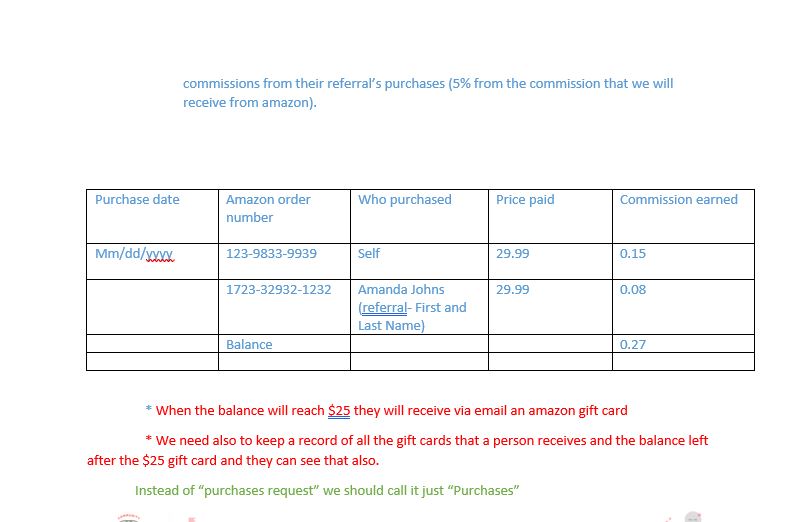 commissions from their referral's purchases (5% from the commission that we will
receive from amazon).
Purchase date Amazon order number Who purchased Price paid Commission earned
Mm/dd/yyyy 123-9833-9939 Self 29.99 0.15
1723-32932-1232 Amanda Johns (referral- First and Last Name) 29.99 0.08
Balance 0.27
* When the balance will reach $25 they will receive via email an amazon gift card
* We need also to keep a record of all the gift cards that a person receives and the balance left
after the $25 gift card and they can see that also.
Instead of “purchases request” we should call it just “Purchases”